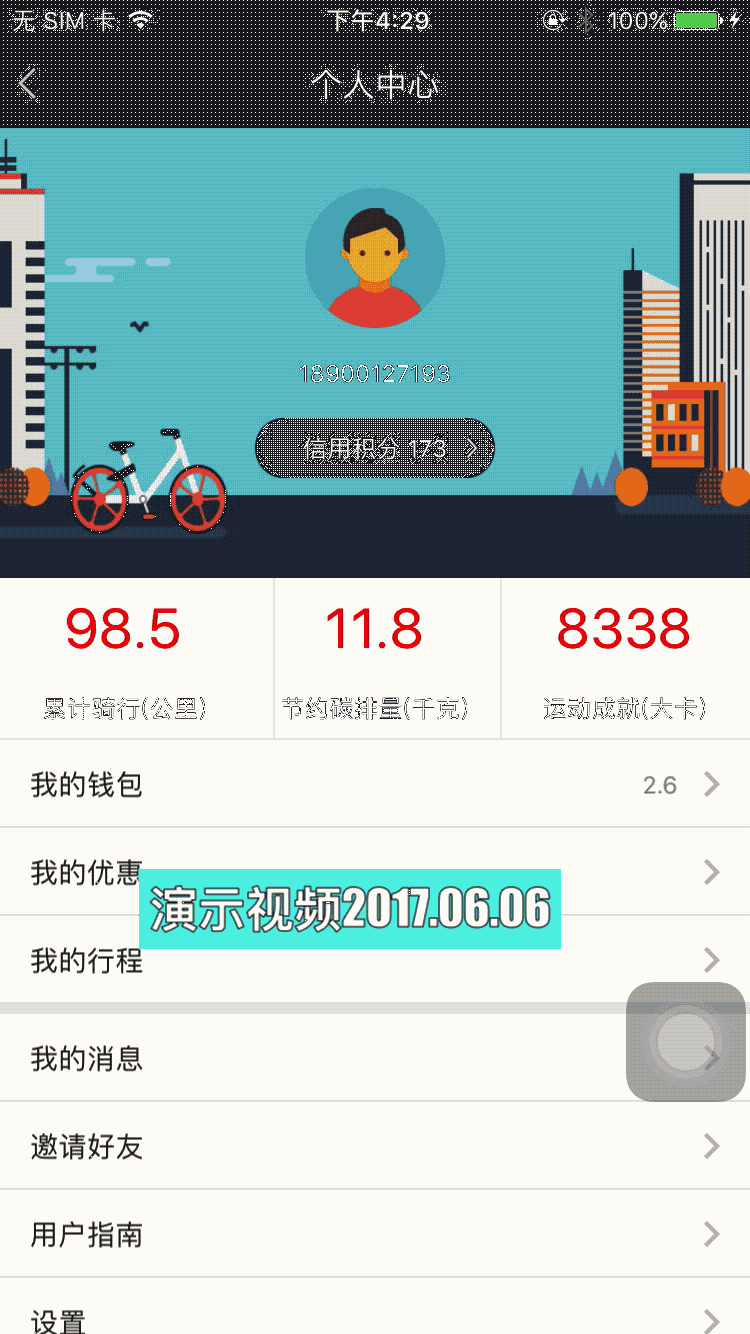 无 SIM 卡 下午4:29 100%
个人中心
18900127193
信用积分 173
98.5 11.8 8338
累计骑行(公里) 节约碳排量(千克) 运动成就(大卡)
我的钱包 2.6
我的优惠
演示视频2017.06.06
我的行程
我的消息
邀请好友
用户指南
设置